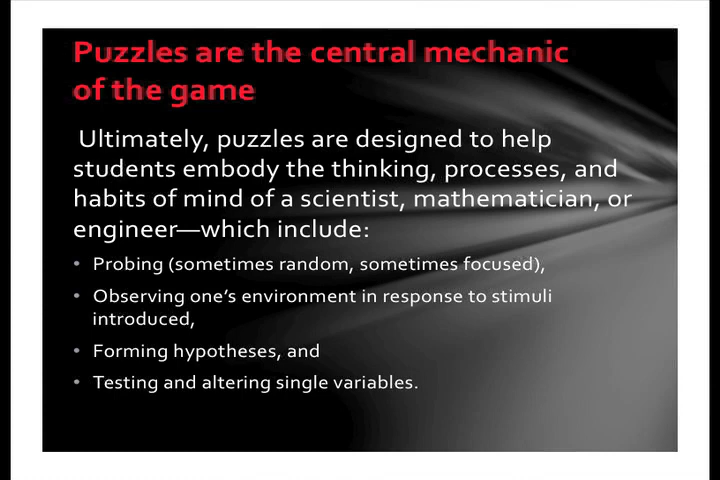 Puzzles are the central mechanic
of the game
Ultimately, puzzles are designed to help
students embody the thinking, processes, and
habits of mind of a scientist, mathematician, or
engineer—which include:
• Probing (sometimes random, sometimes focused),
• Observing one’s environment in response to stimuli
introduced,
• Forming hypotheses, and
• Testing and altering single variables.